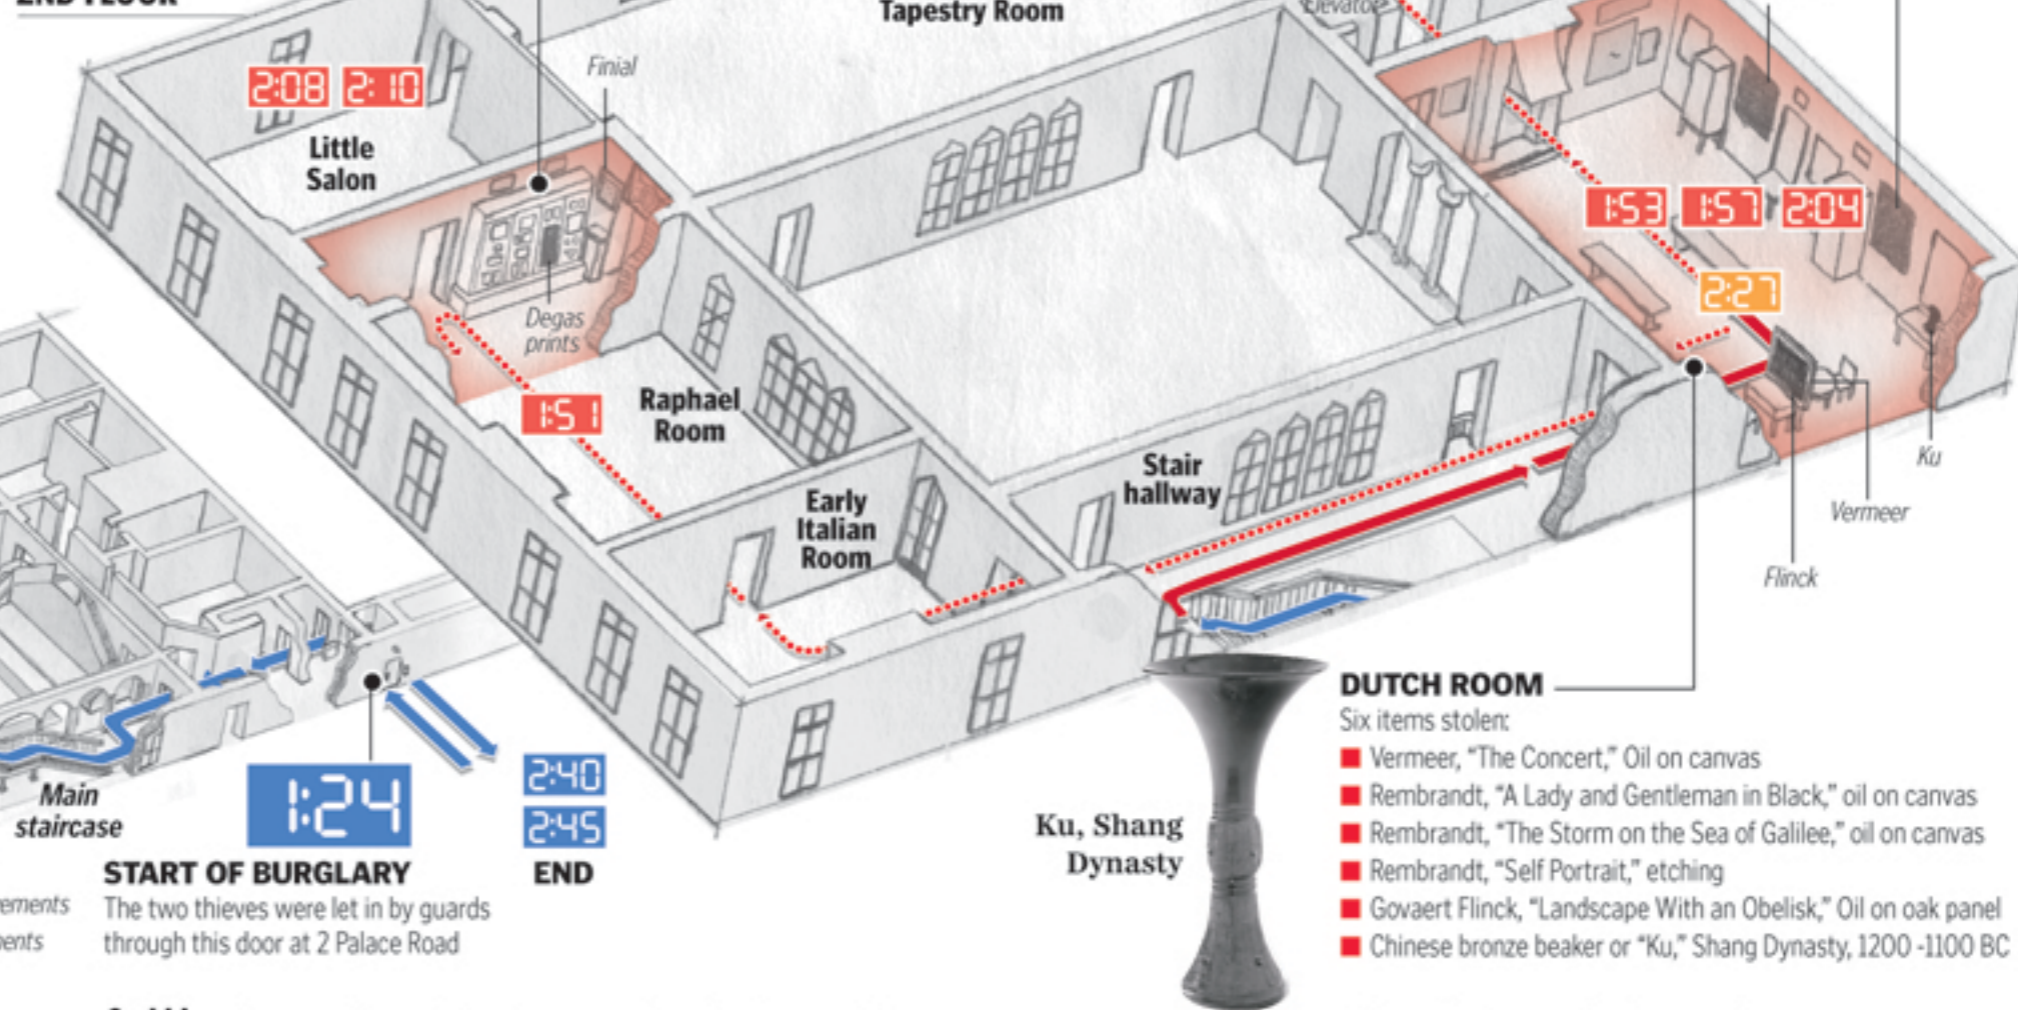 2ND FLOOR
Tapestry Room
Elevator
Finial
2:08 2:10
Little
Salon
1:53 1:57 2:04
2:27
Degas
prints
1:51
Raphael
Room
Early
Italian
Room
Stair
hallway
Ku
Vermeer
Flinck
Main
staircase
1:24
START OF BURGLARY
The two thieves were let in by guards
through this door at 2 Palace Road
2:40
2:45
END
Ku, Shang
Dynasty
DUTCH ROOM
Six items stolen:
Vermeer, “The Concert,” Oil on canvas
Rembrandt, “A Lady and Gentleman in Black,” oil on canvas
Rembrandt, “The Storm on the Sea of Galilee,” oil on canvas
Rembrandt, “Self Portrait,” etching
Govaert Flinck, “Landscape With an Obelisk,” Oil on oak panel
Chinese bronze beaker or “Ku,” Shang Dynasty, 1200 -1100 BC